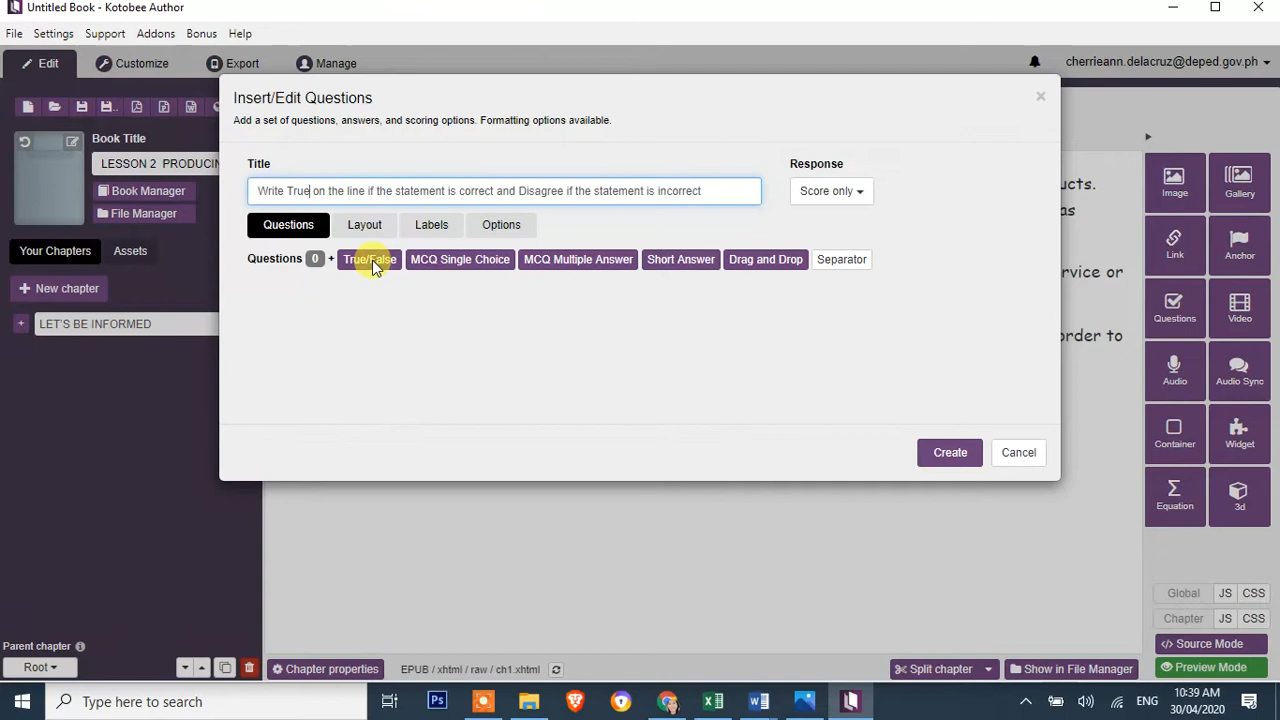 Untitled Book - Kotobee Author
File Settings Support Addons Bonus Help
Edit Customize Export Manage cherrieann.delacruz@deped.gov.ph
Insert/Edit Questions
Add a set of questions, answers, and scoring options. Formatting options available.
Book Title
LESSON 2 PRODUCIN
Book Manager
File Manager
Your Chapters Assets
+ New chapter
+ LET'S BE INFORMED
Title Response
Write True on the line if the statement is correct and Disagree if the statement is incorrect Score only
Questions Layout Labels Options
Questions 0 + True/False MCQ Single Choice MCQ Multiple Answer Short Answer Drag and Drop Separator
Create Cancel
ucts.
as
rvice or
order to
Image Gallery
Link Anchor
Questions Video
Audio Audio Sync
Container Widget
Equation 3d
Global JS CSS
Chapter JS CSS
Source Mode
Preview Mode
Parent chapter
Root
Chapter properties EPUB / xhtml / raw / ch1.xhtml Split chapter Show in File Manager
Type here to search
Ps
ENG
10:39 AM
30/04/2020